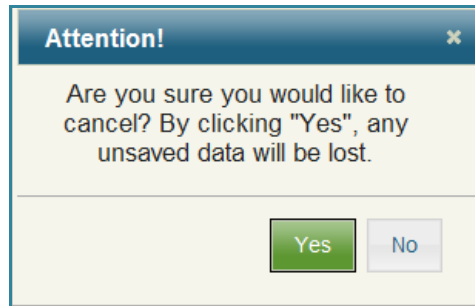 Attention!
Are you sure you would like to
cancel? By clicking "Yes", any
unsaved data will be lost.
Yes No